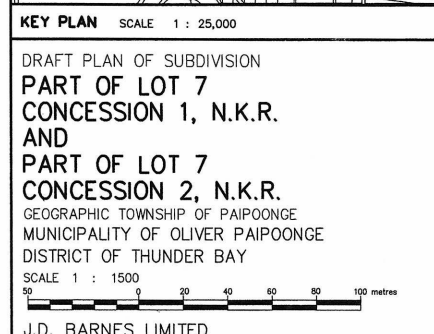 KEY PLAN SCALE 1 : 25,000
DRAFT PLAN OF SUBDIVISION
PART OF LOT 7
CONCESSION 1, N.K.R.
AND
PART OF LOT 7
CONCESSION 2, N.K.R.
GEOGRAPHIC TOWNSHIP OF PAIPOONGE
MUNICIPALITY OF OLIVER PAIPOONGE
DISTRICT OF THUNDER BAY
SCALE 1 : 1500
50 0 20 40 60 80 100 metres
J.D. BARNES LIMITED